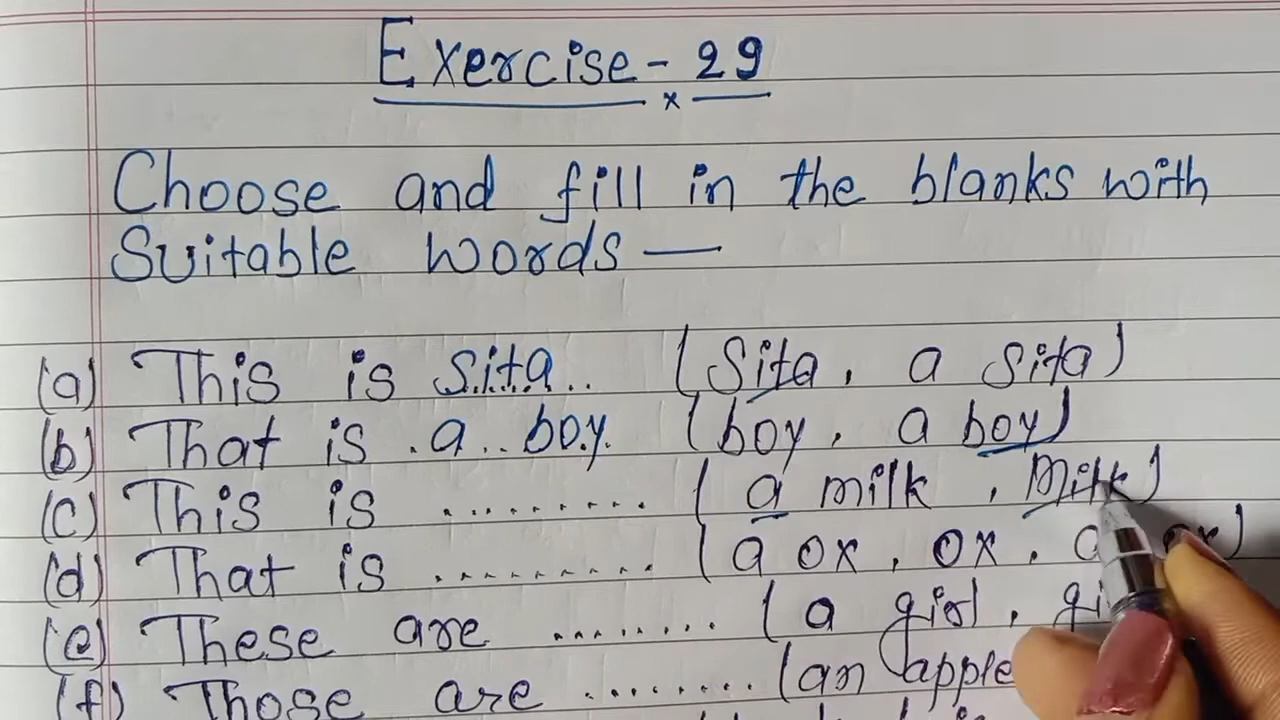 Exercise - 29
x
Choose and fill in the blanks with
Suitable words —
(a) This is Sita.. (Sita, a Sita)
(b) That is .a.. boy. (boy, a boy)
(c) This is ......... (a milk, milk)
(d) That is ......... (a ox, ox,
(e) These are ........ (a girl,
(f) Those are ........ (an apple